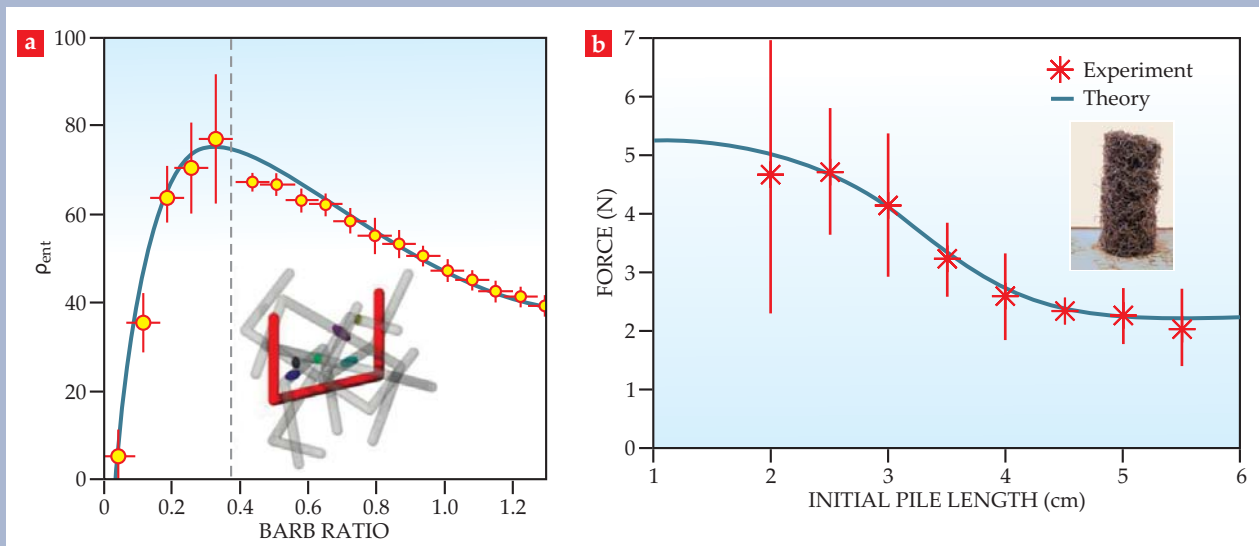 a
100
80
60
40
20
0
ρent
0 0.2 0.4 0.6 0.8 1.0 1.2
BARB RATIO
b
7
6
5
4
3
2
1
0
FORCE (N)
Experiment
Theory
1 2 3 4 5 6
INITIAL PILE LENGTH (cm)